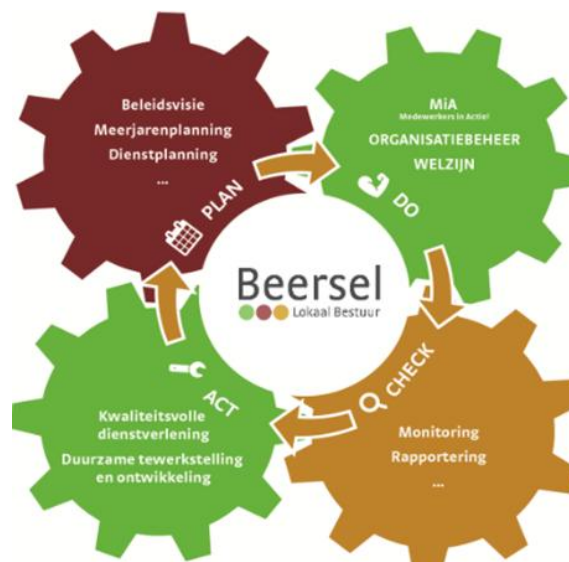 Beleidsvisie
Meerjarenplanning
Dienstplanning
...
PLAN
MiA
Medewerkers in Actie!
ORGANISATIEBEHEER
WELZIJN
DO
Beersel
Lokaal Bestuur
CHECK
Monitoring
Rapportering
...
ACT
Kwaliteitsvolle
dienstverlening
Duurzame tewerkstelling
en ontwikkeling